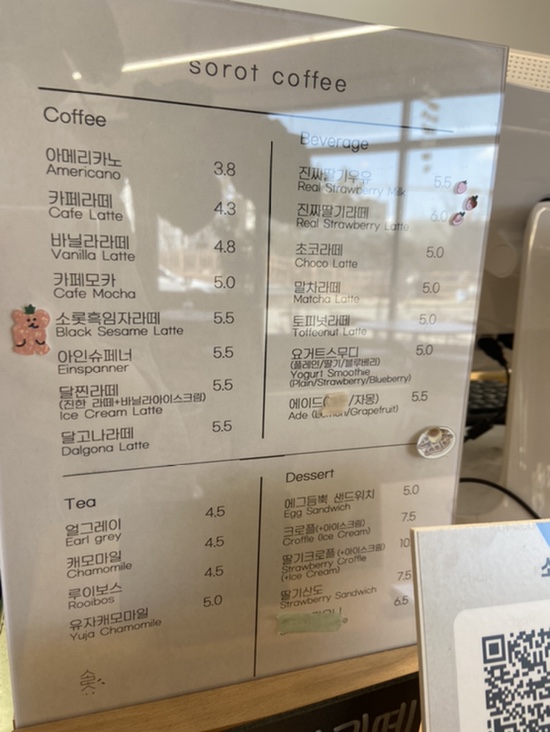 sorot coffee
Coffee
아메리카노 3.8
Americano
카페라떼 4.3
Cafe Latte
바닐라라떼 4.8
Vanilla Latte
카페모카 5.0
Cafe Mocha
소롯흑임자라떼 5.5
Black Sesame Latte
아인슈페너 5.5
Einspanner
달찐라떼 5.5
(진한 라떼+바닐라아이스크림)
Ice Cream Latte
달고나라떼 5.5
Dalgona Latte
Beverage
진짜딸기우유 5.5
Real Strawberry Milk
진짜딸기라떼 6.0
Real Strawberry Latte
초코라떼 5.0
Choco Latte
말차라떼 5.0
Matcha Latte
토피넛라떼 5.0
Toffeenut Latte
요거트스무디 5.0
(플레인/딸기/블루베리)
Yogurt Smoothie
(Plain/Strawberry/Blueberry)
에이드( /자몽) 5.5
Ade (Lemon/Grapefruit)
Tea
얼그레이 4.5
Earl grey
캐모마일 4.5
Chamomile
루이보스 4.5
Rooibos
유자캐모마일 5.0
Yuja Chamomile
Dessert
에그듬뿍 샌드위치 5.0
Egg Sandwich
크로플(+아이스크림) 7.5
Croffle (Ice Cream)
딸기크로플 (+아이스크림)
Strawberry Croffle
(+Ice Cream)
딸기산도 7.5
Strawberry Sandwich
6.5